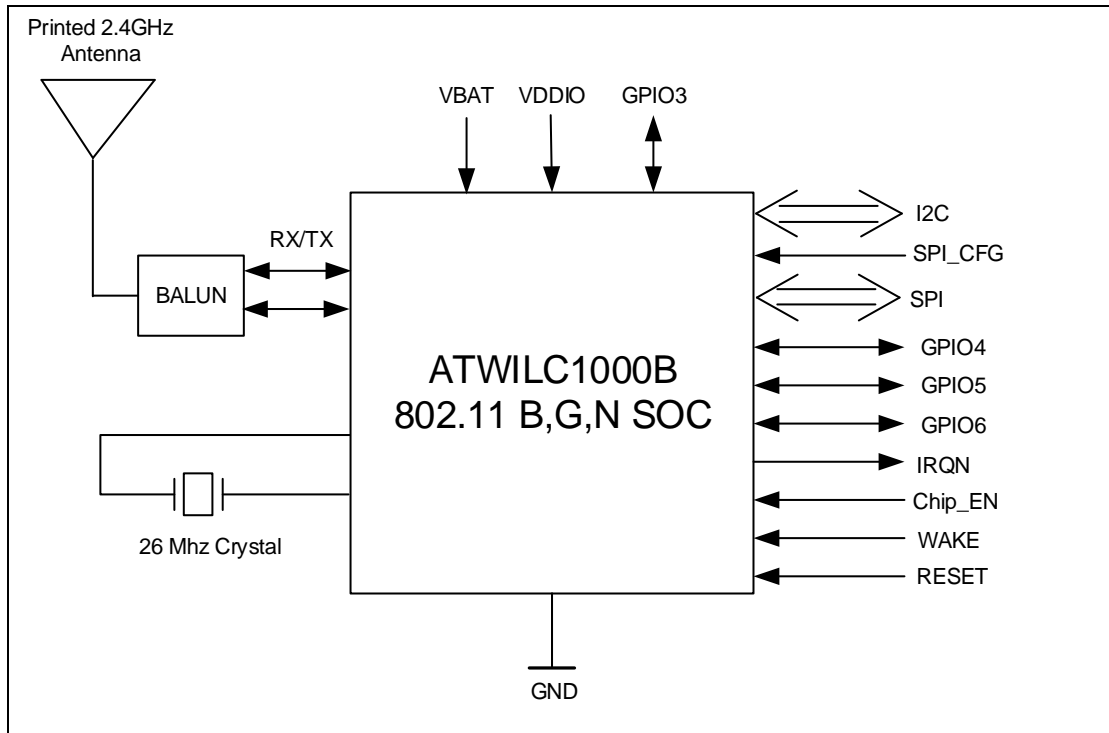 Printed 2.4GHz
Antenna
VBAT
VDDIO
GPIO3
RX/TX
BALUN
I2C
SPI_CFG
SPI
ATWILC1000B
802.11 B,G,N SOC
GPIO4
GPIO5
GPIO6
IRQN
Chip_EN
WAKE
RESET
26 Mhz Crystal
GND